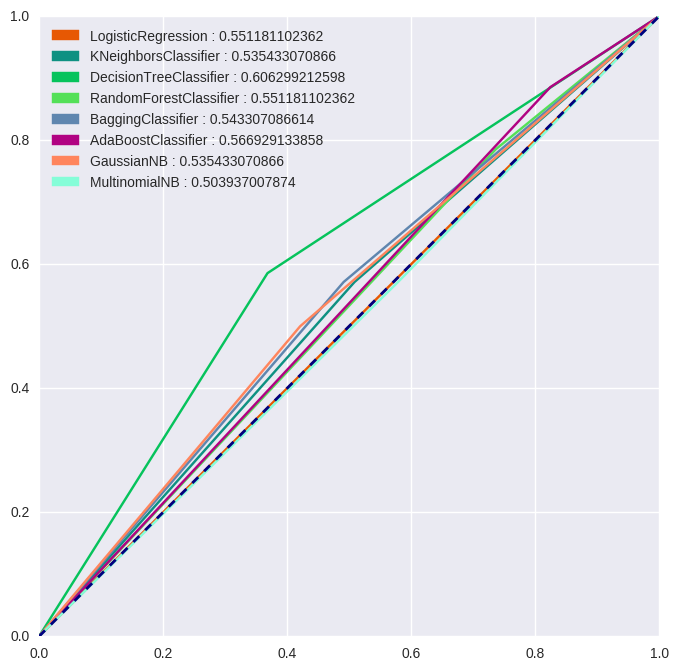 1.0
LogisticRegression : 0.551181102362
KNeighborsClassifier : 0.535433070866
DecisionTreeClassifier : 0.606299212598
RandomForestClassifier : 0.551181102362
BaggingClassifier : 0.543307086614
AdaBoostClassifier : 0.566929133858
GaussianNB : 0.535433070866
MultinomialNB : 0.503937007874
0.8
0.6
0.4
0.2
0.0
0.0 0.2 0.4 0.6 0.8 1.0